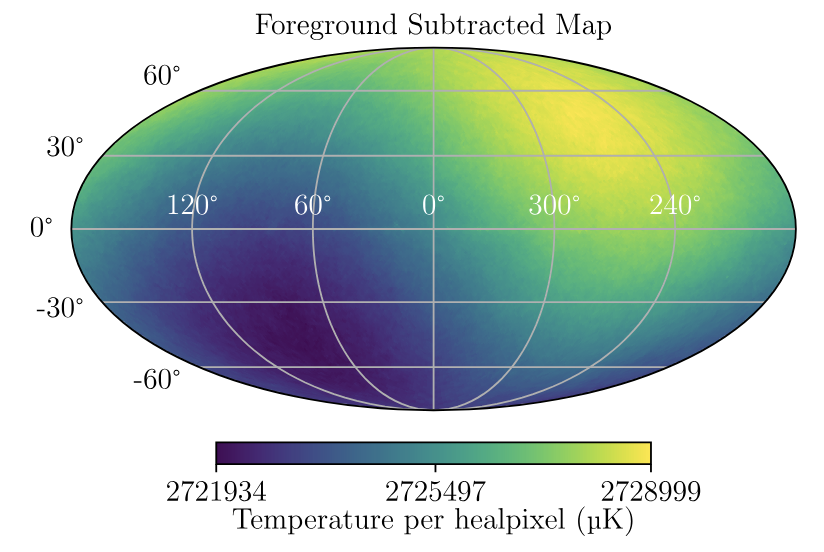 Foreground Subtracted Map
60°
30°
120° 60° 0° 300° 240°
0°
-30°
-60°
2721934 2725497 2728999
Temperature per healpixel (µK)